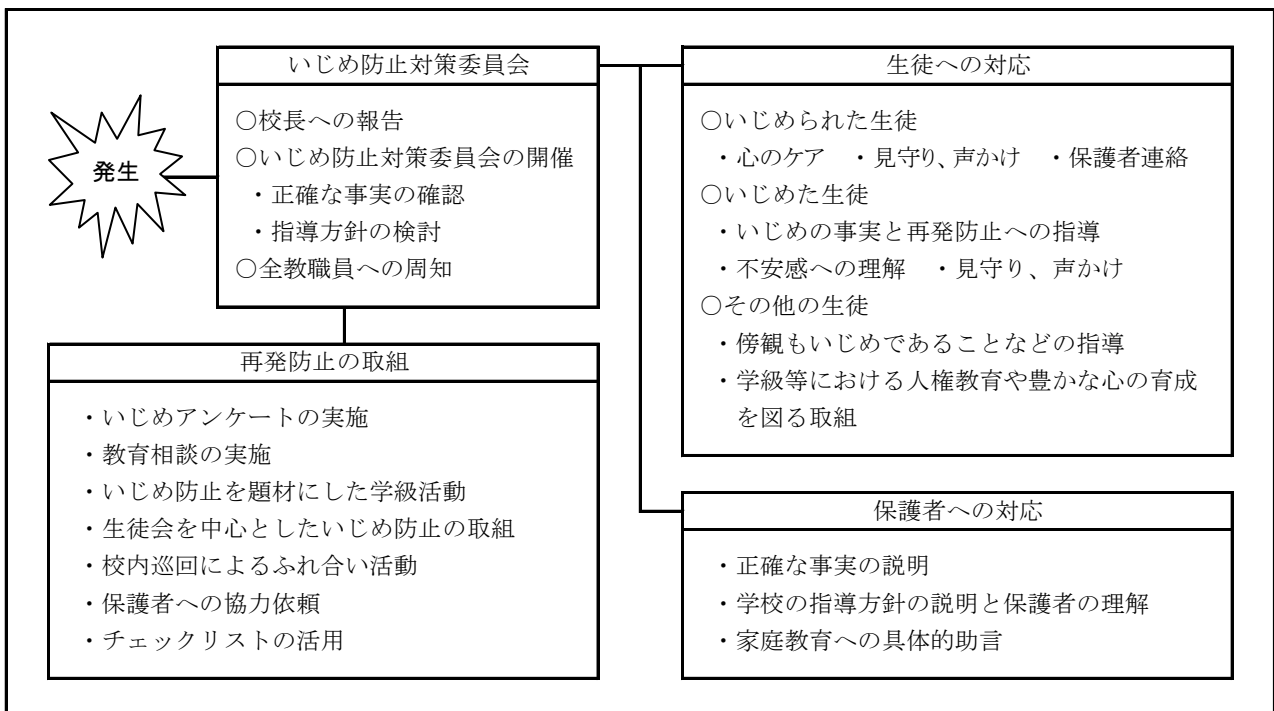 発生
いじめ防止対策委員会
○校長への報告
○いじめ防止対策委員会の開催
・正確な事実の確認
・指導方針の検討
○全教職員への周知
生徒への対応
○いじめられた生徒
・心のケア ・見守り、声かけ ・保護者連絡
○いじめた生徒
・いじめの事実と再発防止への指導
・不安感への理解 ・見守り、声かけ
○その他の生徒
・傍観もいじめであることなどの指導
・学級等における人権教育や豊かな心の育成
を図る取組
再発防止の取組
・いじめアンケートの実施
・教育相談の実施
・いじめ防止を題材にした学級活動
・生徒会を中心としたいじめ防止の取組
・校内巡回によるふれ合い活動
・保護者への協力依頼
・チェックリストの活用
保護者への対応
・正確な事実の説明
・学校の指導方針の説明と保護者の理解
・家庭教育への具体的助言